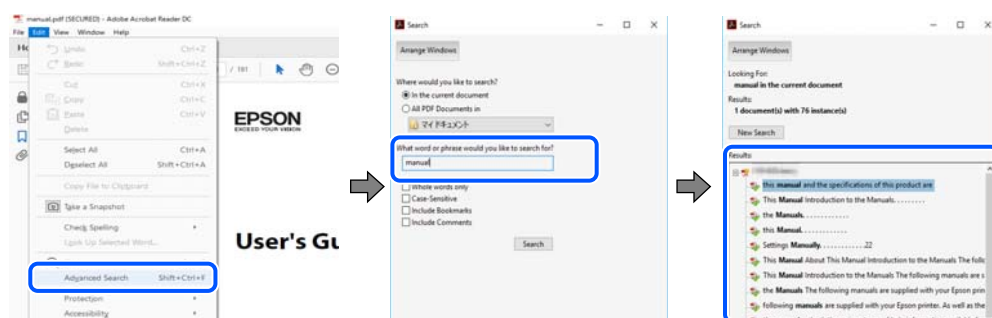 manual.pdf (SECURED) - Adobe Acrobat Reader DC
File Edit View Window Help
Undo Ctrl+Z
Redo Shift+Ctrl+Z
Cut Ctrl+X
Copy Ctrl+C
Paste Ctrl+V
Delete
Select All Ctrl+A
Deselect All Shift+Ctrl+A
Copy File to Clipboard
Take a Snapshot
Check Spelling
Look Up Selected Word...
Advanced Search Shift+Ctrl+F
Protection
Accessibility
/ 191
EPSON
EXCEED YOUR VISION
User's Gu
Search
Arrange Windows
Where would you like to search?
In the current document
All PDF Documents in
マイドキュメント
What word or phrase would you like to search for?
manual
Whole words only
Case-Sensitive
Include Bookmarks
Include Comments
Search
Search
Arrange Windows
Looking For:
manual in the current document
Results:
1 document(s) with 76 instance(s)
New Search
Results:
this manual and the specifications of this product are
This Manual Introduction to the Manuals. . . . . . . . .
the Manuals. . . . . . . . . . . . .
this Manual. . . . . . . . . . . . .
Settings Manually. . . . . . . . . . . . .22
This Manual About This Manual Introduction to the Manuals The follo
This Manual Introduction to the Manuals The following manuals are s
the Manuals The following manuals are supplied with your Epson prin
following manuals are supplied with your Epson printer. As well as the